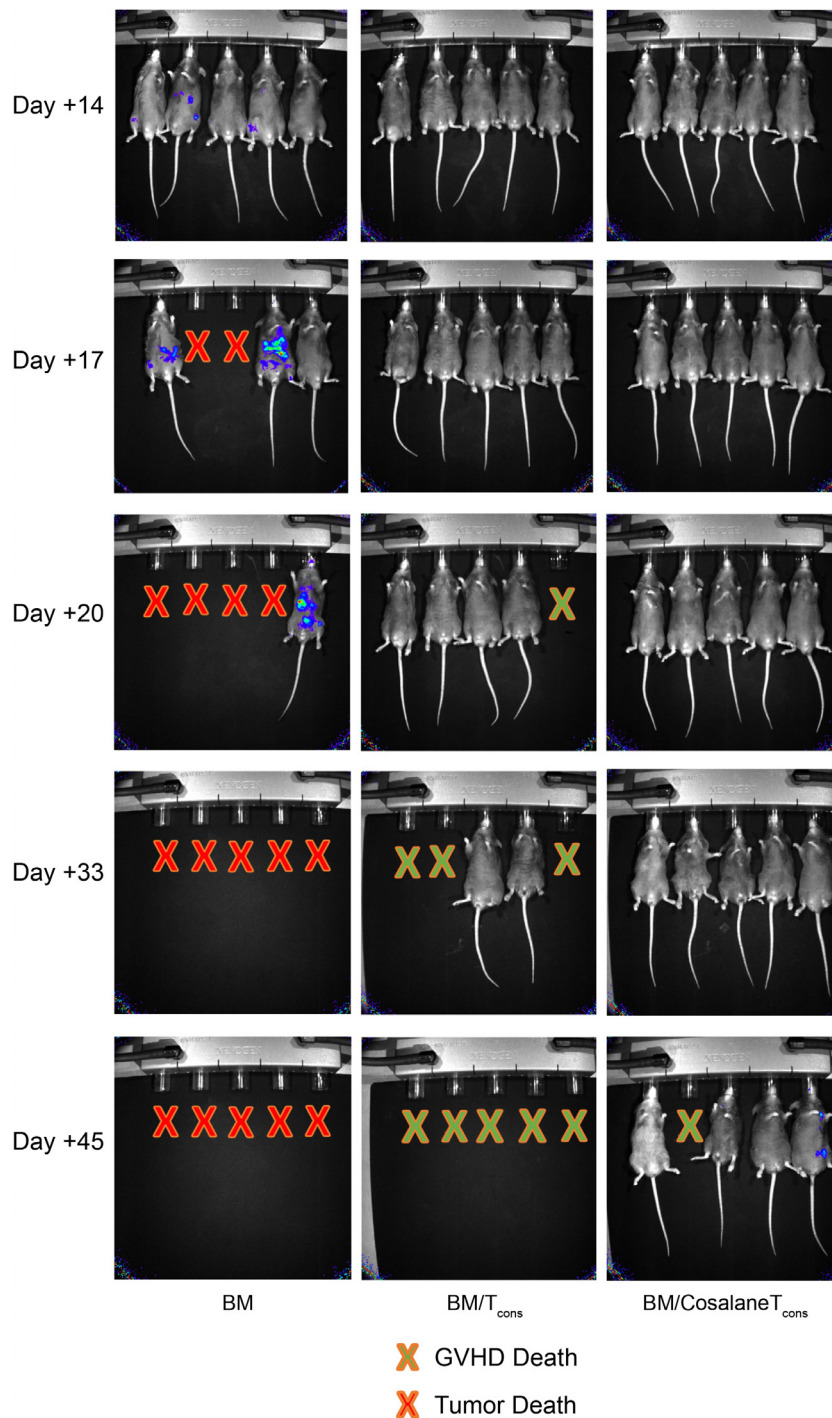 Day +14
Day +17
Day +20
Day +33
Day +45
BM
BM/Tcons
BM/CosalaneTcons
GVHD Death
Tumor Death